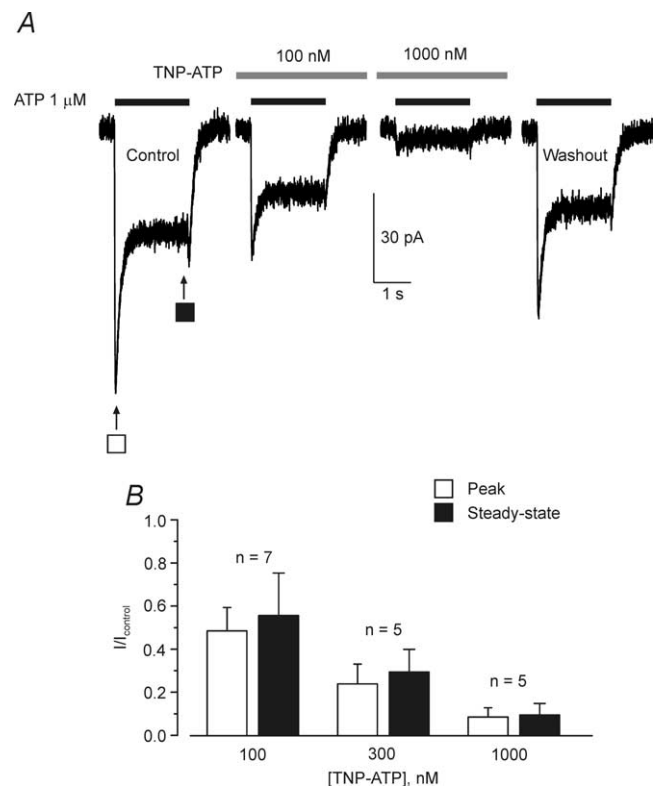 A
TNP-ATP 100 nM 1000 nM
ATP 1 μM
Control
Washout
30 pA
1 s
B
Peak
Steady-state
1.0
0.8
0.6
0.4
0.2
0.0
I/Icontrol
n = 7
n = 5
n = 5
100 300 1000
[TNP-ATP], nM